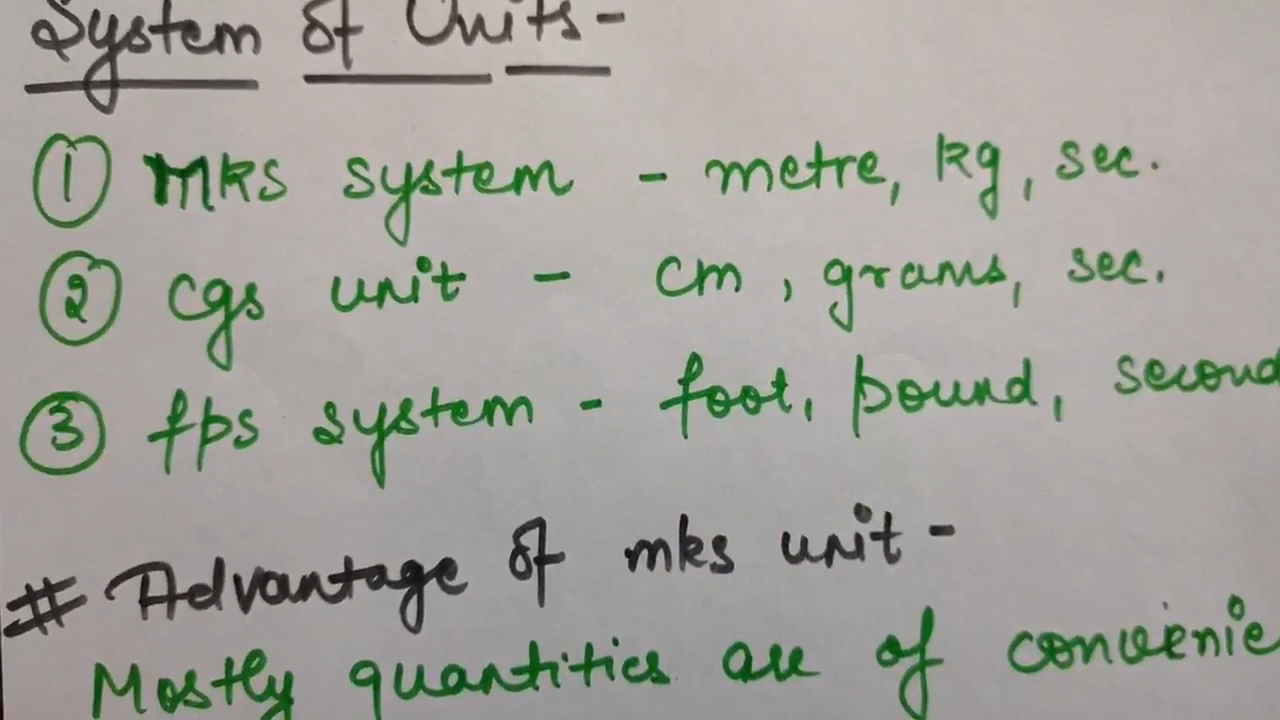 System of Units-
① Mks system - metre, kg, sec.
② cgs unit - cm, grams, sec.
③ fps system - foot, pound, second
# Advantage of mks unit -
Mostly quantities are of convenie